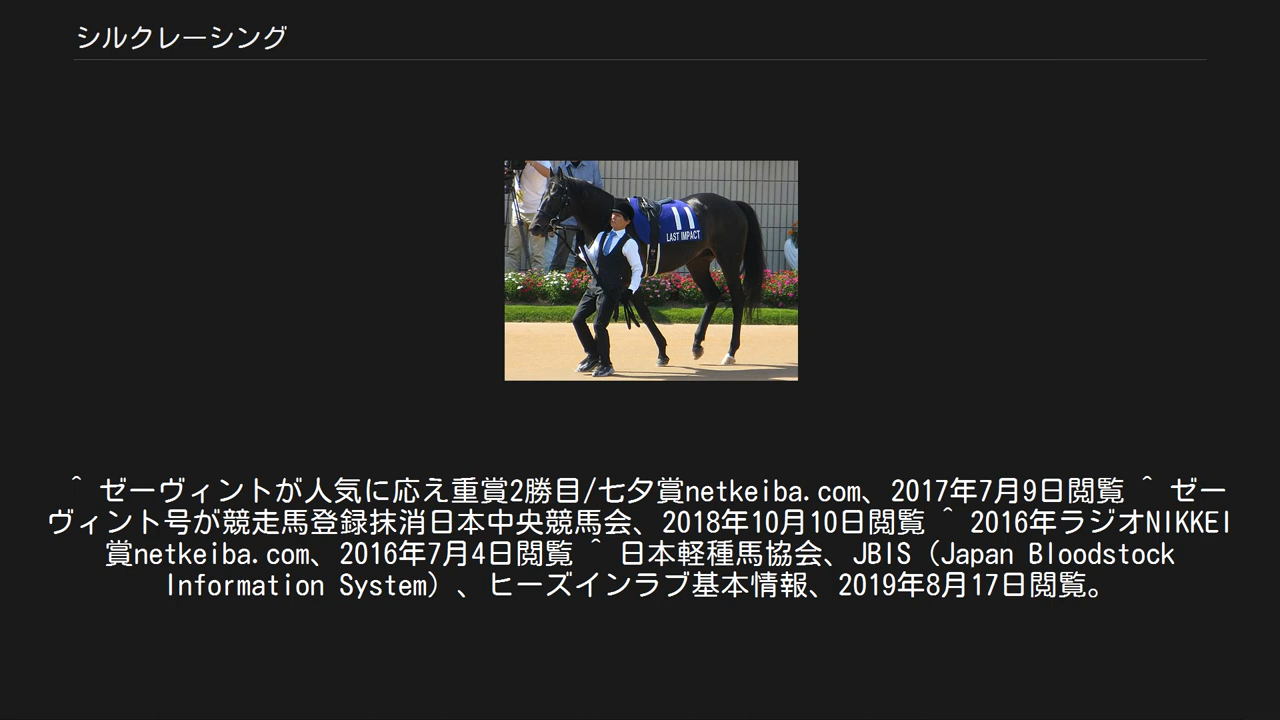 シルクレーシング
11
LAST IMPACT
^ ゼーヴィントが人気に応え重賞2勝目/七夕賞netkeiba.com、2017年7月9日閲覧 ^ ゼー
ヴィント号が競走馬登録抹消日本中央競馬会、2018年10月10日閲覧 ^ 2016年ラジオNIKKEI
賞netkeiba.com、2016年7月4日閲覧 ^ 日本軽種馬協会、JBIS（Japan Bloodstock
Information System）、ヒーズインラブ基本情報、2019年8月17日閲覧。